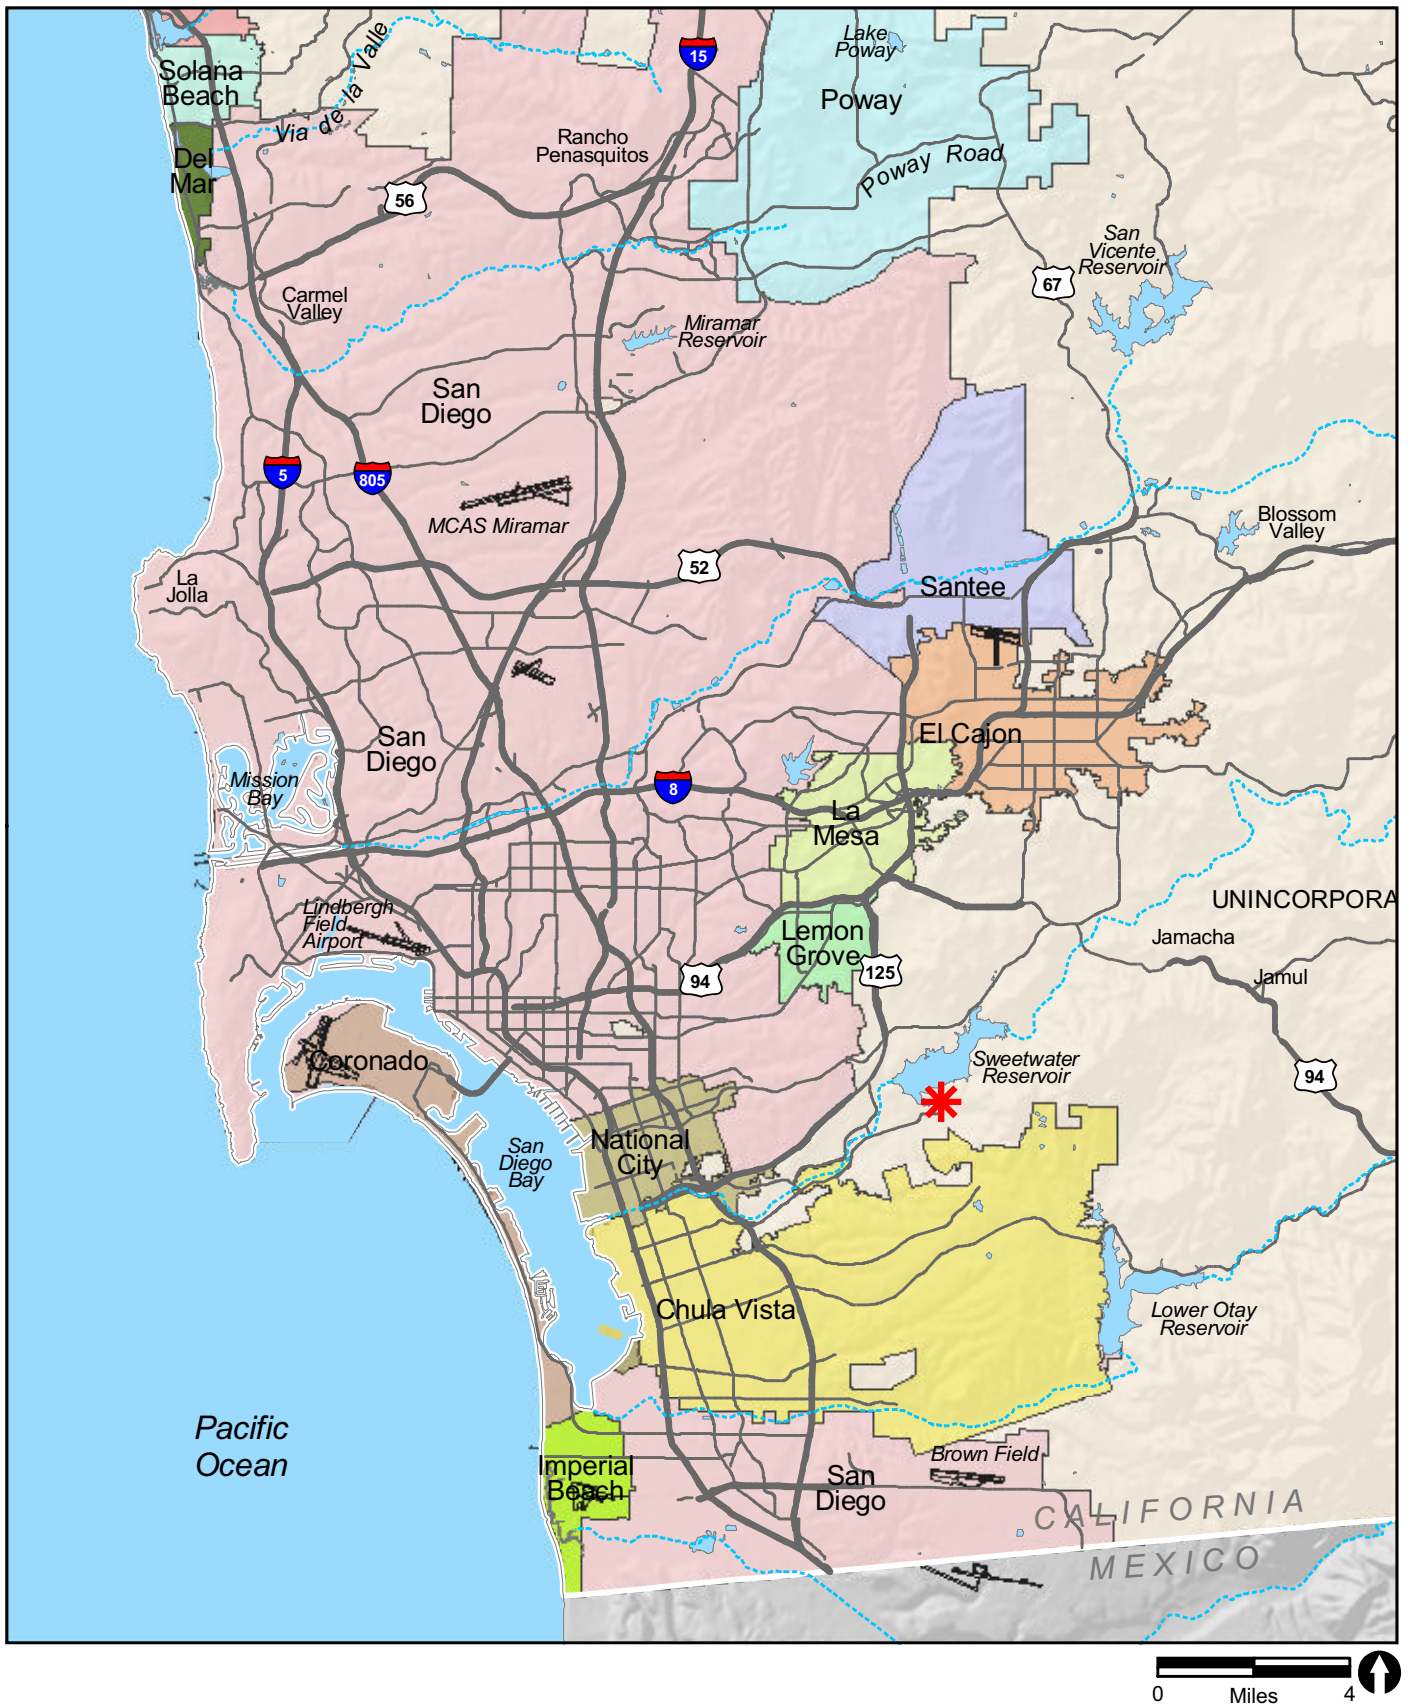 Lake
Poway
15
Solana
Beach
Poway
Via de la Valle
Rancho
Penasquitos
Del
Mar
Poway Road
56
San
Vicente
Reservoir
67
Carmel
Valley
Miramar
Reservoir
San
Diego
5
805
MCAS Miramar
Blossom
Valley
52
La
Jolla
Santee
El Cajon
San
Diego
Mission
Bay
8
La
Mesa
UNINCORPORA
Lindbergh
Field
Airport
Lemon
Grove
Jamacha
125
94
Jamul
Coronado
Sweetwater
Reservoir
94
National
City
San
Diego
Bay
Chula Vista
Lower Otay
Reservoir
Pacific
Ocean
Brown Field
Imperial
Beach
San
Diego
CALIFORNIA
MEXICO
0 Miles 4